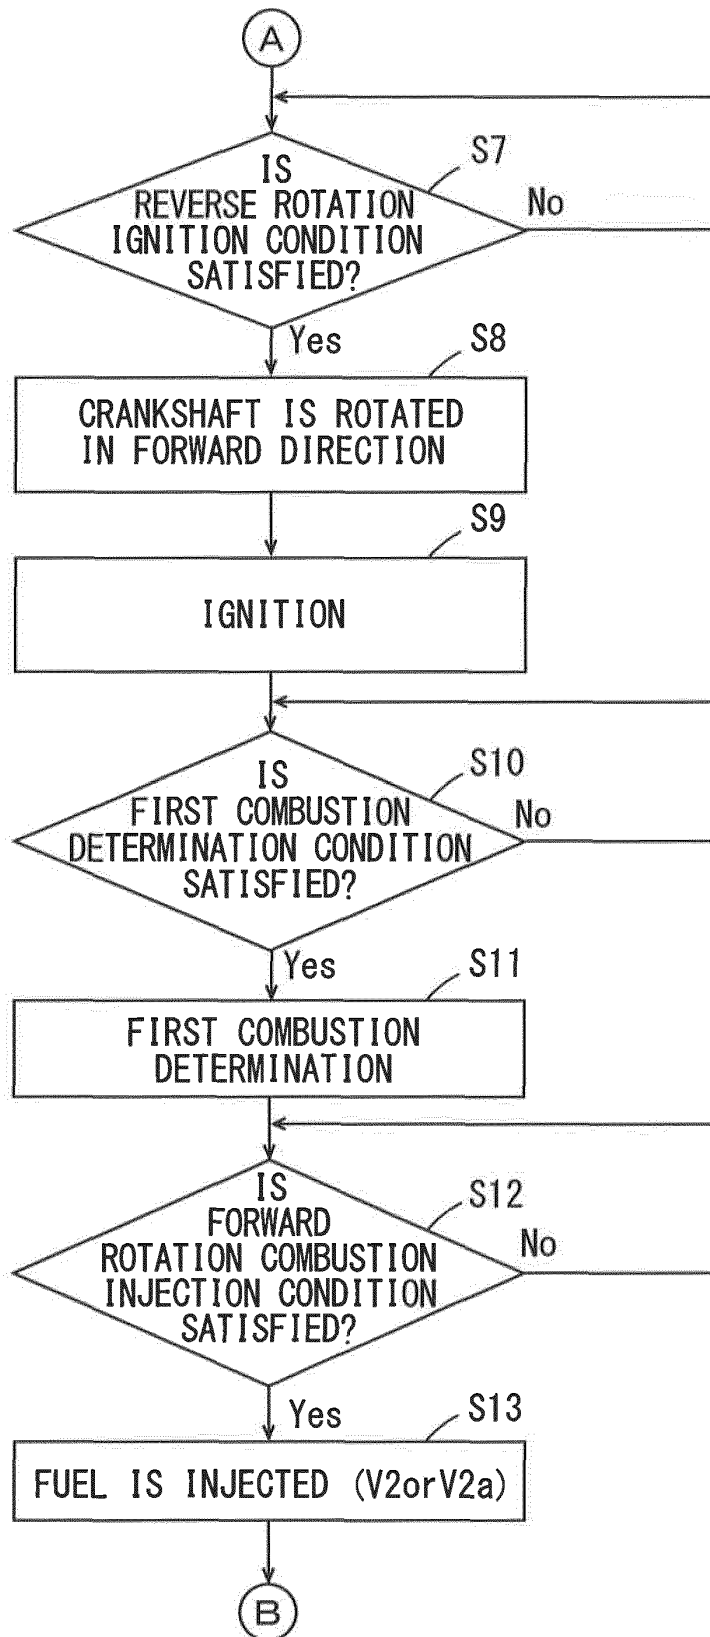 A
S7
IS
REVERSE ROTATION
IGNITION CONDITION
SATISFIED?
No
Yes
S8
CRANKSHAFT IS ROTATED
IN FORWARD DIRECTION
S9
IGNITION
S10
IS
FIRST COMBUSTION
DETERMINATION CONDITION
SATISFIED?
No
Yes
S11
FIRST COMBUSTION
DETERMINATION
S12
IS
FORWARD
ROTATION COMBUSTION
INJECTION CONDITION
SATISFIED?
No
Yes
S13
FUEL IS INJECTED (V2orV2a)
B